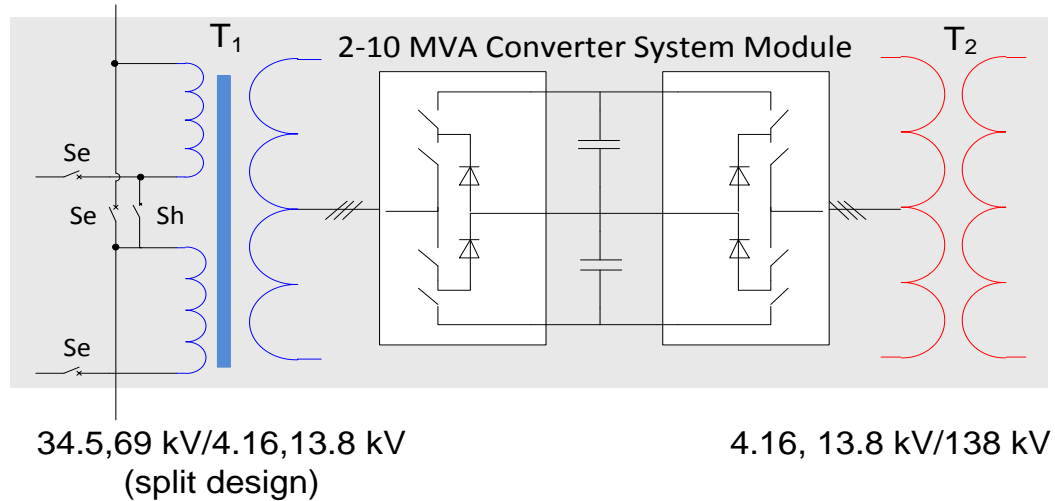 T₁
2-10 MVA Converter System Module
T₂
Se
Se
Sh
Se
34.5,69 kV/4.16,13.8 kV
(split design)
4.16, 13.8 kV/138 kV